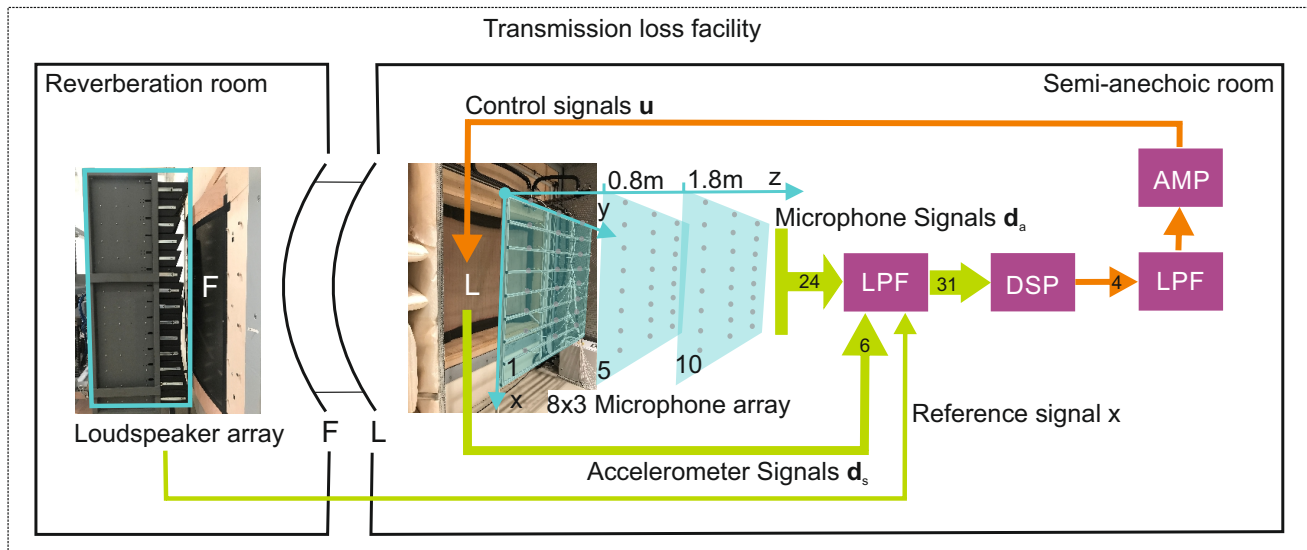 Transmission loss facility
Reverberation room
Semi-anechoic room
Control signals u
0.8m
1.8m
z
y
AMP
Microphone Signals dₐ
F
L
24
LPF
31
DSP
4
LPF
6
1
5
10
x
8x3 Microphone array
Loudspeaker array
F
L
Reference signal x
Accelerometer Signals dₛ